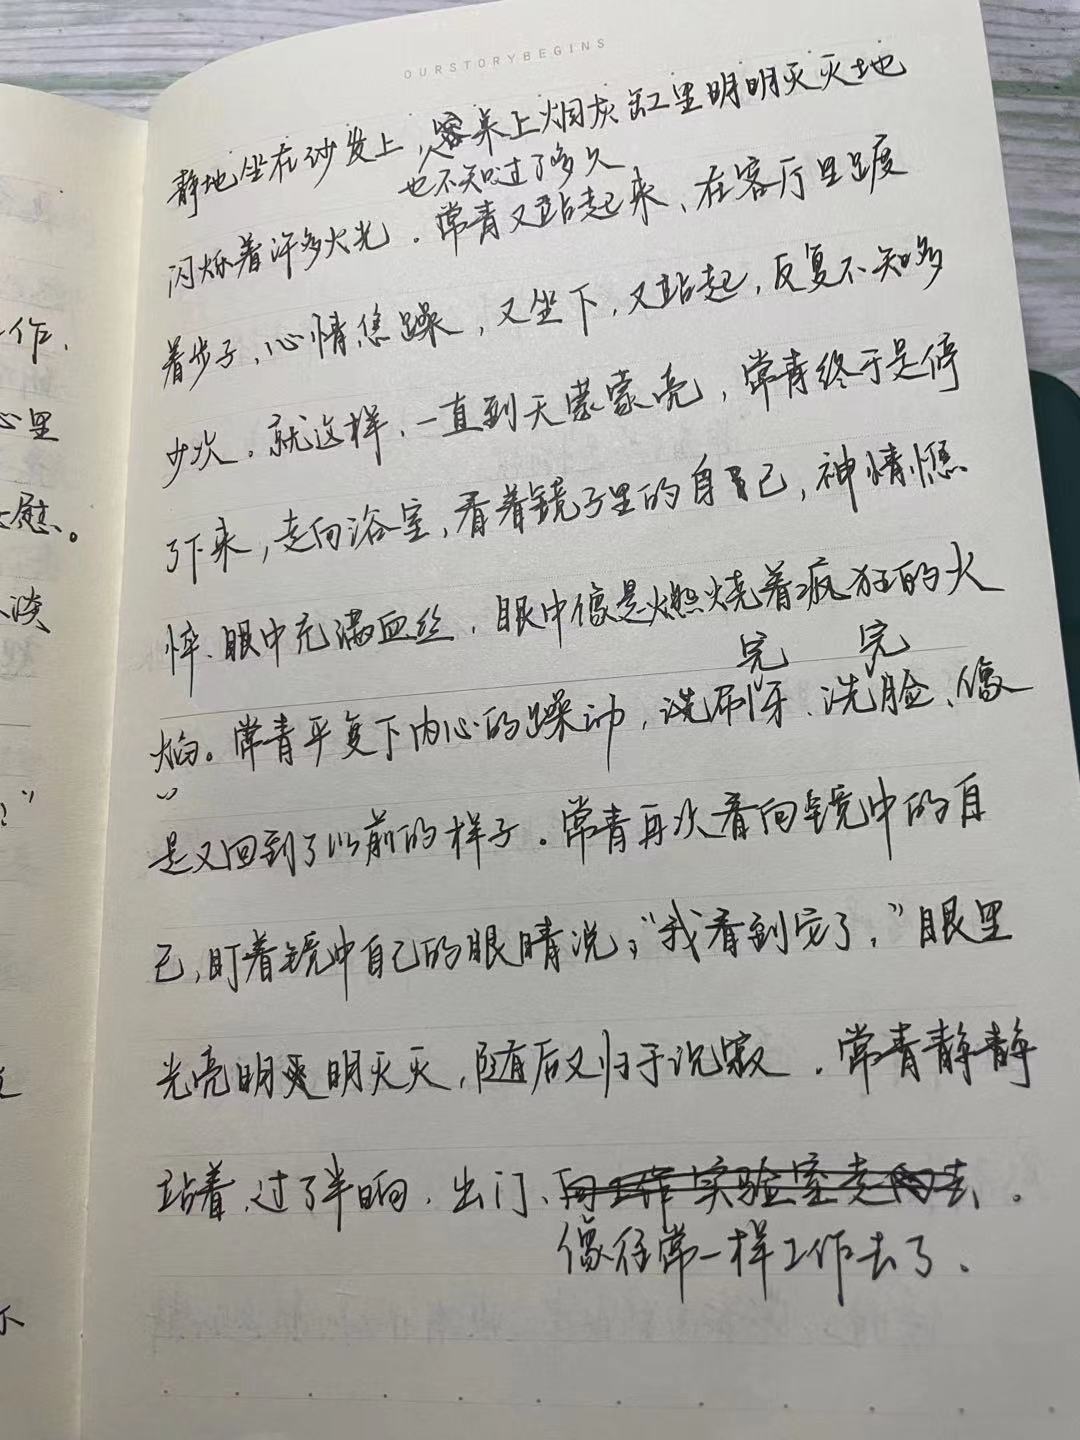 OURSTORYBEGINS
静地坐在沙发上，桌上烟灰缸里明明灭灭地
也不知过了多久
闪烁着许多火光。常青又站起来、在客厅里踱
着步子，心情焦躁，又坐下，又站起，反复不知多
少次。就这样，一直到天蒙蒙亮，常青终于是停
了下来，走向浴室，看着镜子里的自己，神情憔
悴、眼中充满血丝，眼中像是燃烧着疯狂的火
完 完
焰。常青平复下内心的躁动，洗刷牙、洗脸、像
是又回到了以前的样子。常青再次看向镜中的自
己，盯着镜中自己的眼睛说，“我看到它了，”眼里
光亮明灭明灭灭，随后又归于沉寂。常青静静
站着，过了半晌，出门、向工作实验室走去。
像往常一样工作去了。
作，
心里
慰。
淡
？”
不